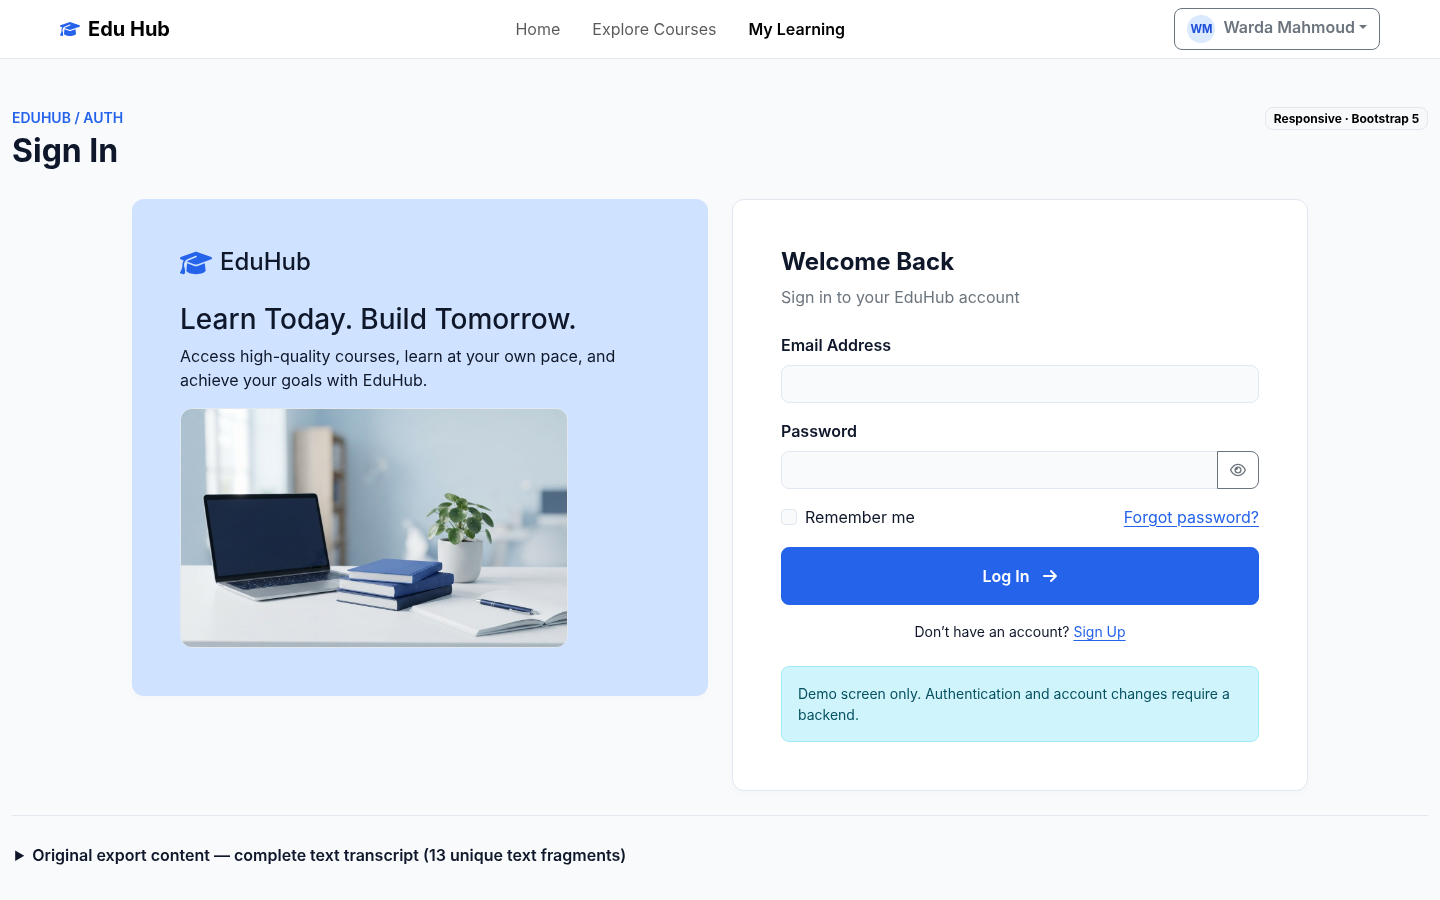 Edu Hub
Home
Explore Courses
My Learning
WM
Warda Mahmoud
EDUHUB / AUTH
Responsive · Bootstrap 5
Sign In
EduHub
Learn Today. Build Tomorrow.
Access high-quality courses, learn at your own pace, and
achieve your goals with EduHub.
Welcome Back
Sign in to your EduHub account
Email Address
Password
Remember me
Forgot password?
Log In
Don’t have an account? Sign Up
Demo screen only. Authentication and account changes require a
backend.
Original export content — complete text transcript (13 unique text fragments)